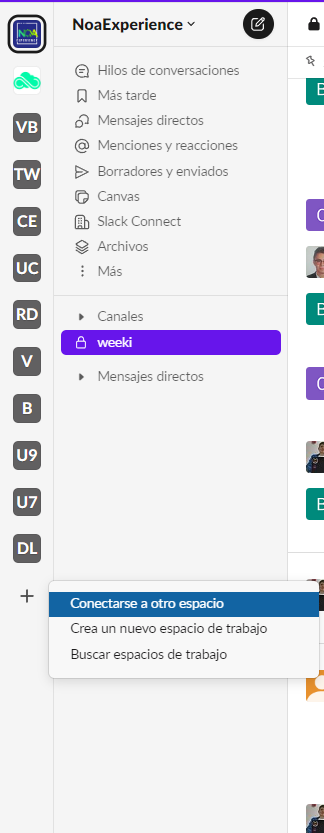 NOA
NoaExperience
Hilos de conversaciones
VB
Más tarde
Mensajes directos
Menciones y reacciones
TW
Borradores y enviados
Canvas
CE
Slack Connect
Archivos
UC
Más
RD
Canales
weeki
V
Mensajes directos
B
U9
U7
DL
Conectarse a otro espacio
Crea un nuevo espacio de trabajo
Buscar espacios de trabajo